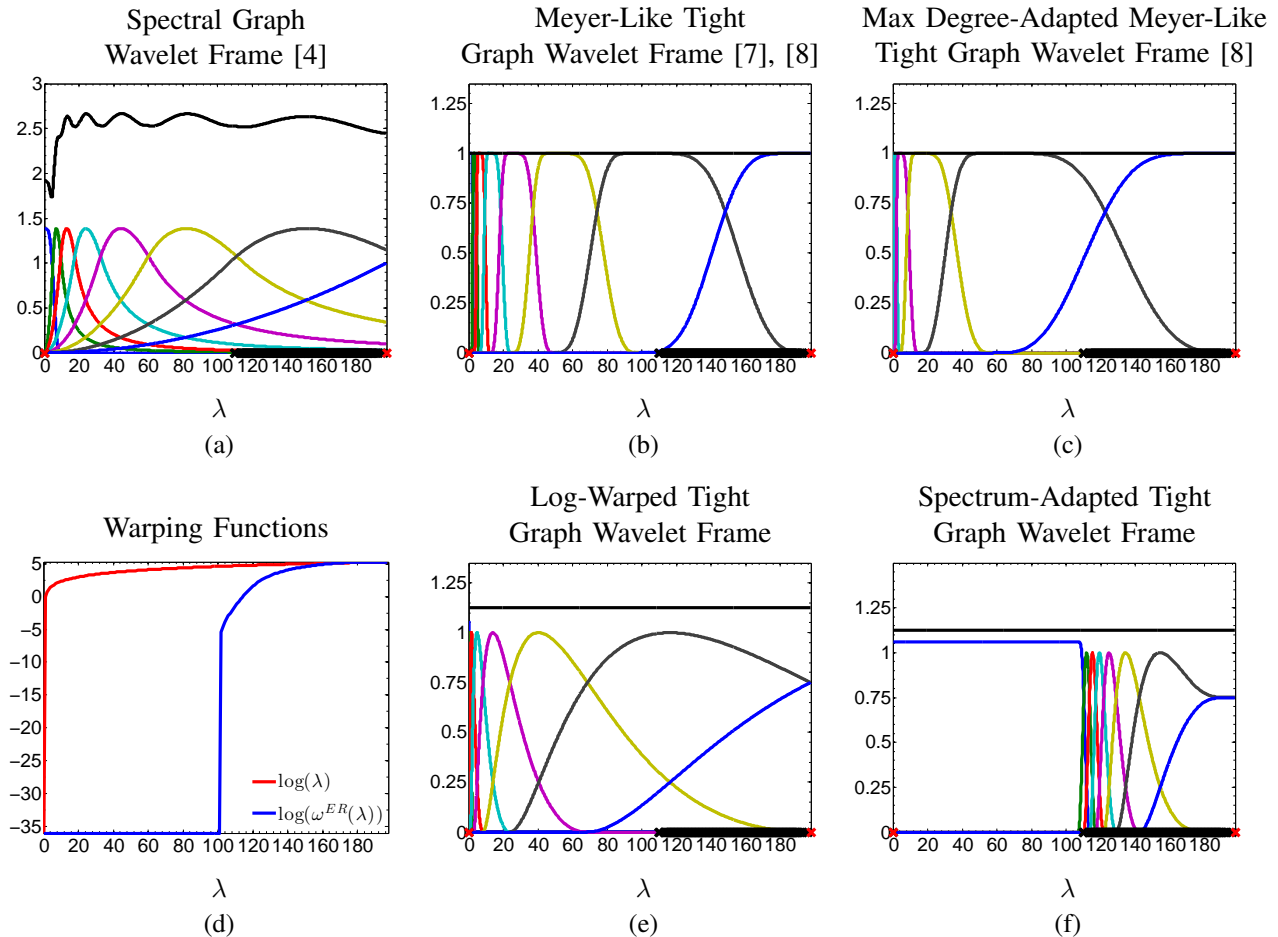 Spectral Graph
Wavelet Frame [4]
3
2.5
2
1.5
1
0.5
0
0 20 40 60 80 100 120 140 160 180
λ
(a)
Meyer-Like Tight
Graph Wavelet Frame [7], [8]
1.25
1
0.75
0.5
0.25
0
0 20 40 60 80 100 120 140 160 180
λ
(b)
Max Degree-Adapted Meyer-Like
Tight Graph Wavelet Frame [8]
1.25
1
0.75
0.5
0.25
0
0 20 40 60 80 100 120 140 160 180
λ
(c)
Warping Functions
5
0
−5
−10
−15
−20
−25
−30
−35
0 20 40 60 80 100 120 140 160 180
log(λ)
log(ω^{ER}(λ))
λ
(d)
Log-Warped Tight
Graph Wavelet Frame
1.25
1
0.75
0.5
0.25
0
0 20 40 60 80 100 120 140 160 180
λ
(e)
Spectrum-Adapted Tight
Graph Wavelet Frame
1.25
1
0.75
0.5
0.25
0
0 20 40 60 80 100 120 140 160 180
λ
(f)